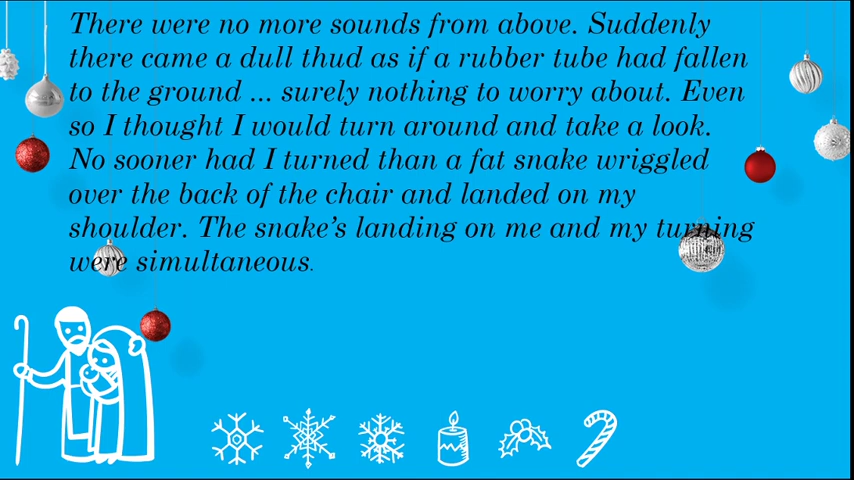 There were no more sounds from above. Suddenly
there came a dull thud as if a rubber tube had fallen
to the ground ... surely nothing to worry about. Even
so I thought I would turn around and take a look.
No sooner had I turned than a fat snake wriggled
over the back of the chair and landed on my
shoulder. The snake’s landing on me and my turning
were simultaneous.